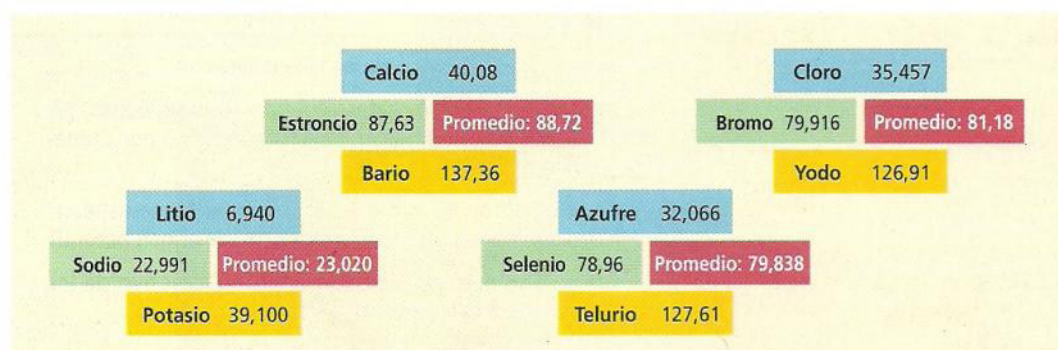 Calcio 40,08
Estroncio 87,63 Promedio: 88,72
Bario 137,36
Cloro 35,457
Bromo 79,916 Promedio: 81,18
Yodo 126,91
Litio 6,940
Sodio 22,991 Promedio: 23,020
Potasio 39,100
Azufre 32,066
Selenio 78,96 Promedio: 79,838
Telurio 127,61